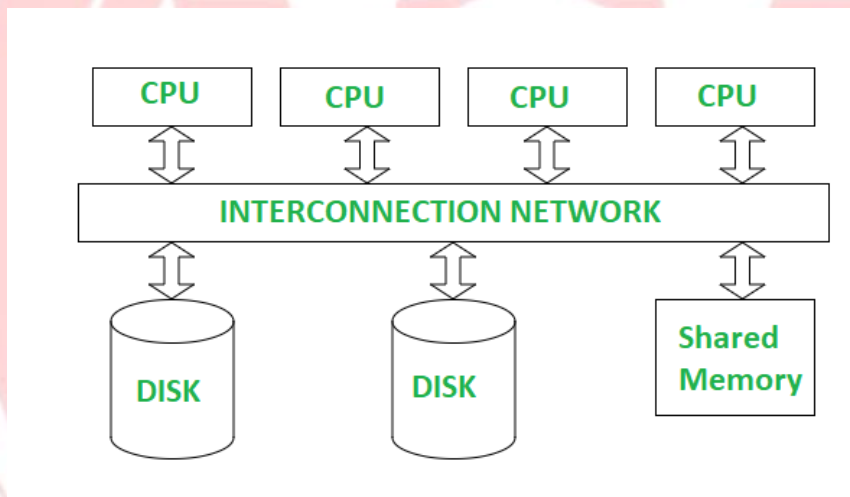 CPU
CPU
CPU
CPU
INTERCONNECTION NETWORK
DISK
DISK
Shared
Memory